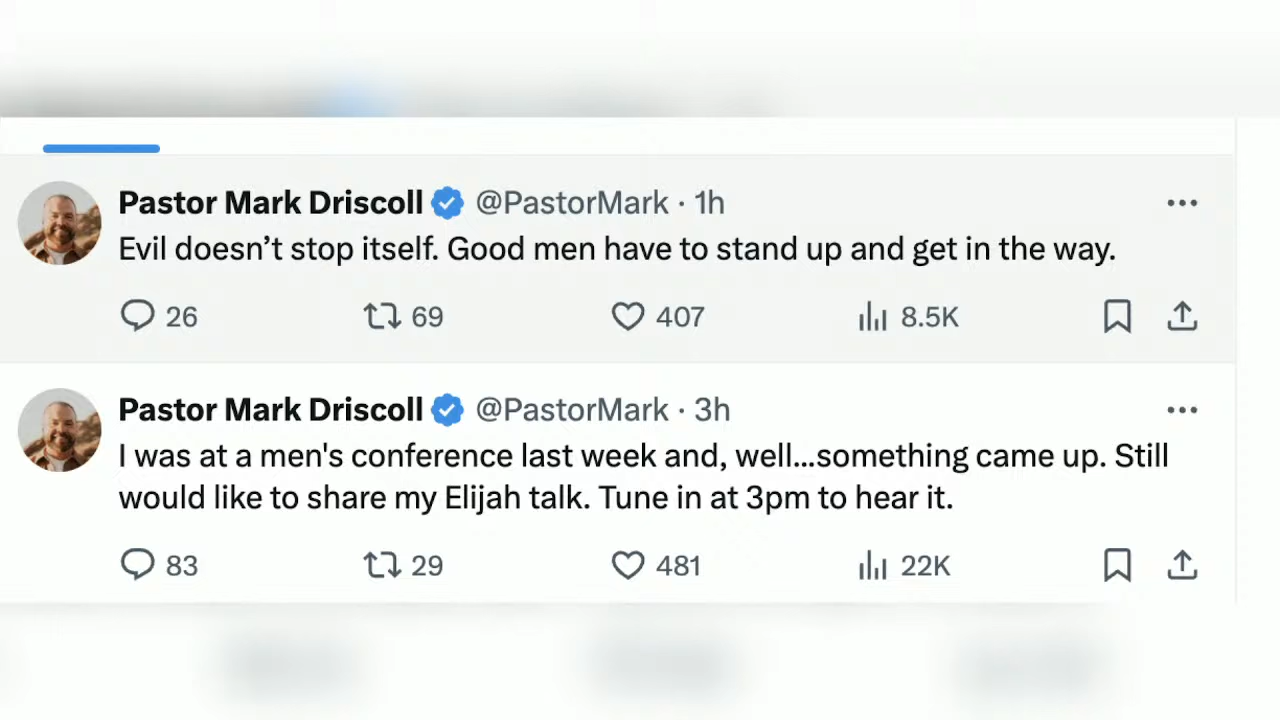 Pastor Mark Driscoll @PastorMark · 1h
Evil doesn’t stop itself. Good men have to stand up and get in the way.
26 69 407 8.5K
Pastor Mark Driscoll @PastorMark · 3h
I was at a men's conference last week and, well...something came up. Still
would like to share my Elijah talk. Tune in at 3pm to hear it.
83 29 481 22K